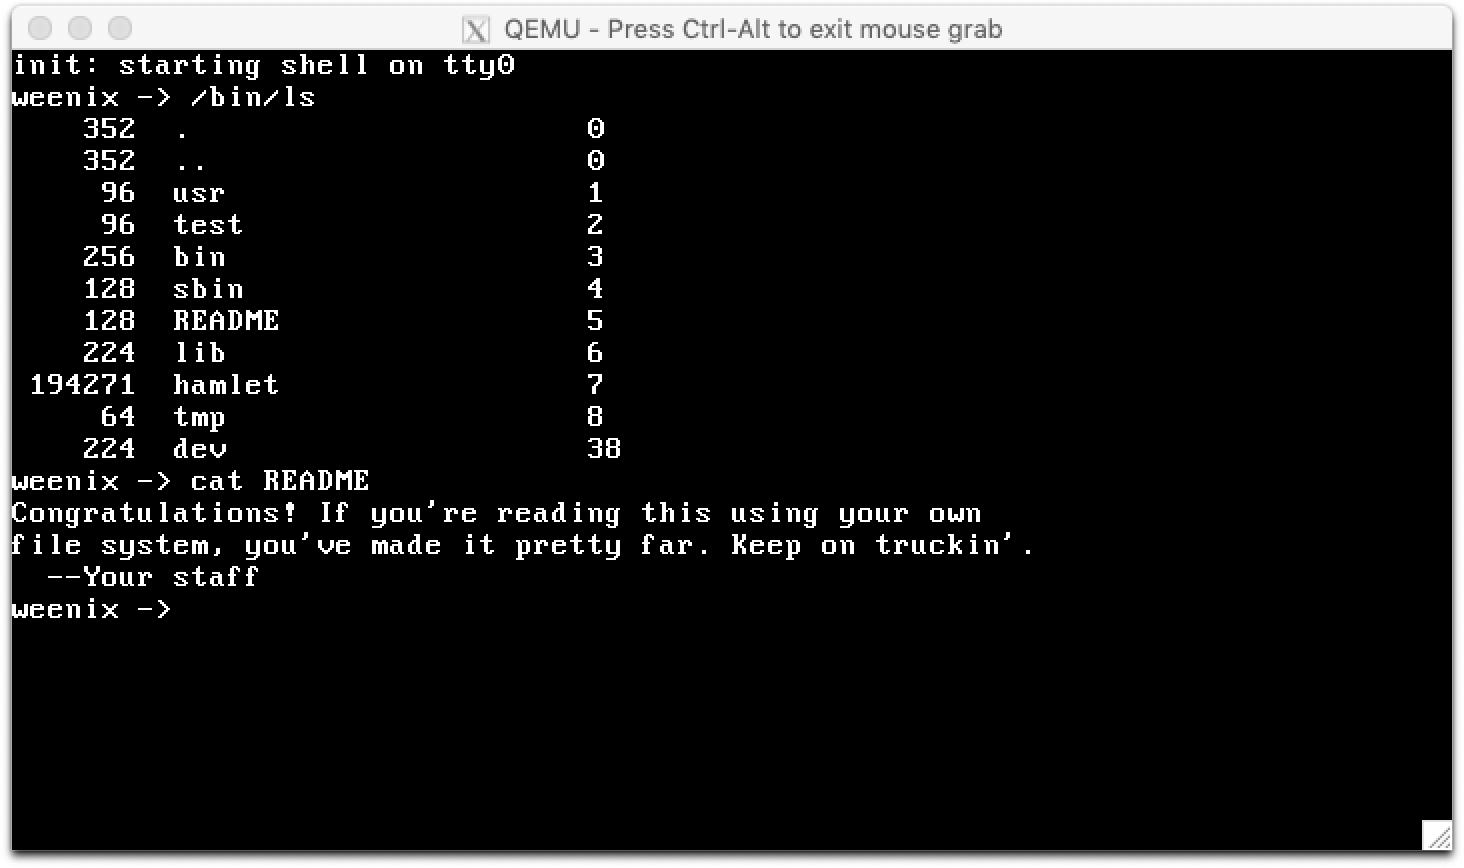 QEMU - Press Ctrl-Alt to exit mouse grab
init: starting shell on tty0
weenix -> /bin/ls
352 . 0
352 .. 0
96 usr 1
96 test 2
256 bin 3
128 sbin 4
128 README 5
224 lib 6
194271 hamlet 7
64 tmp 8
224 dev 38
weenix -> cat README
Congratulations! If you're reading this using your own
file system, you've made it pretty far. Keep on truckin'.
--Your staff
weenix ->